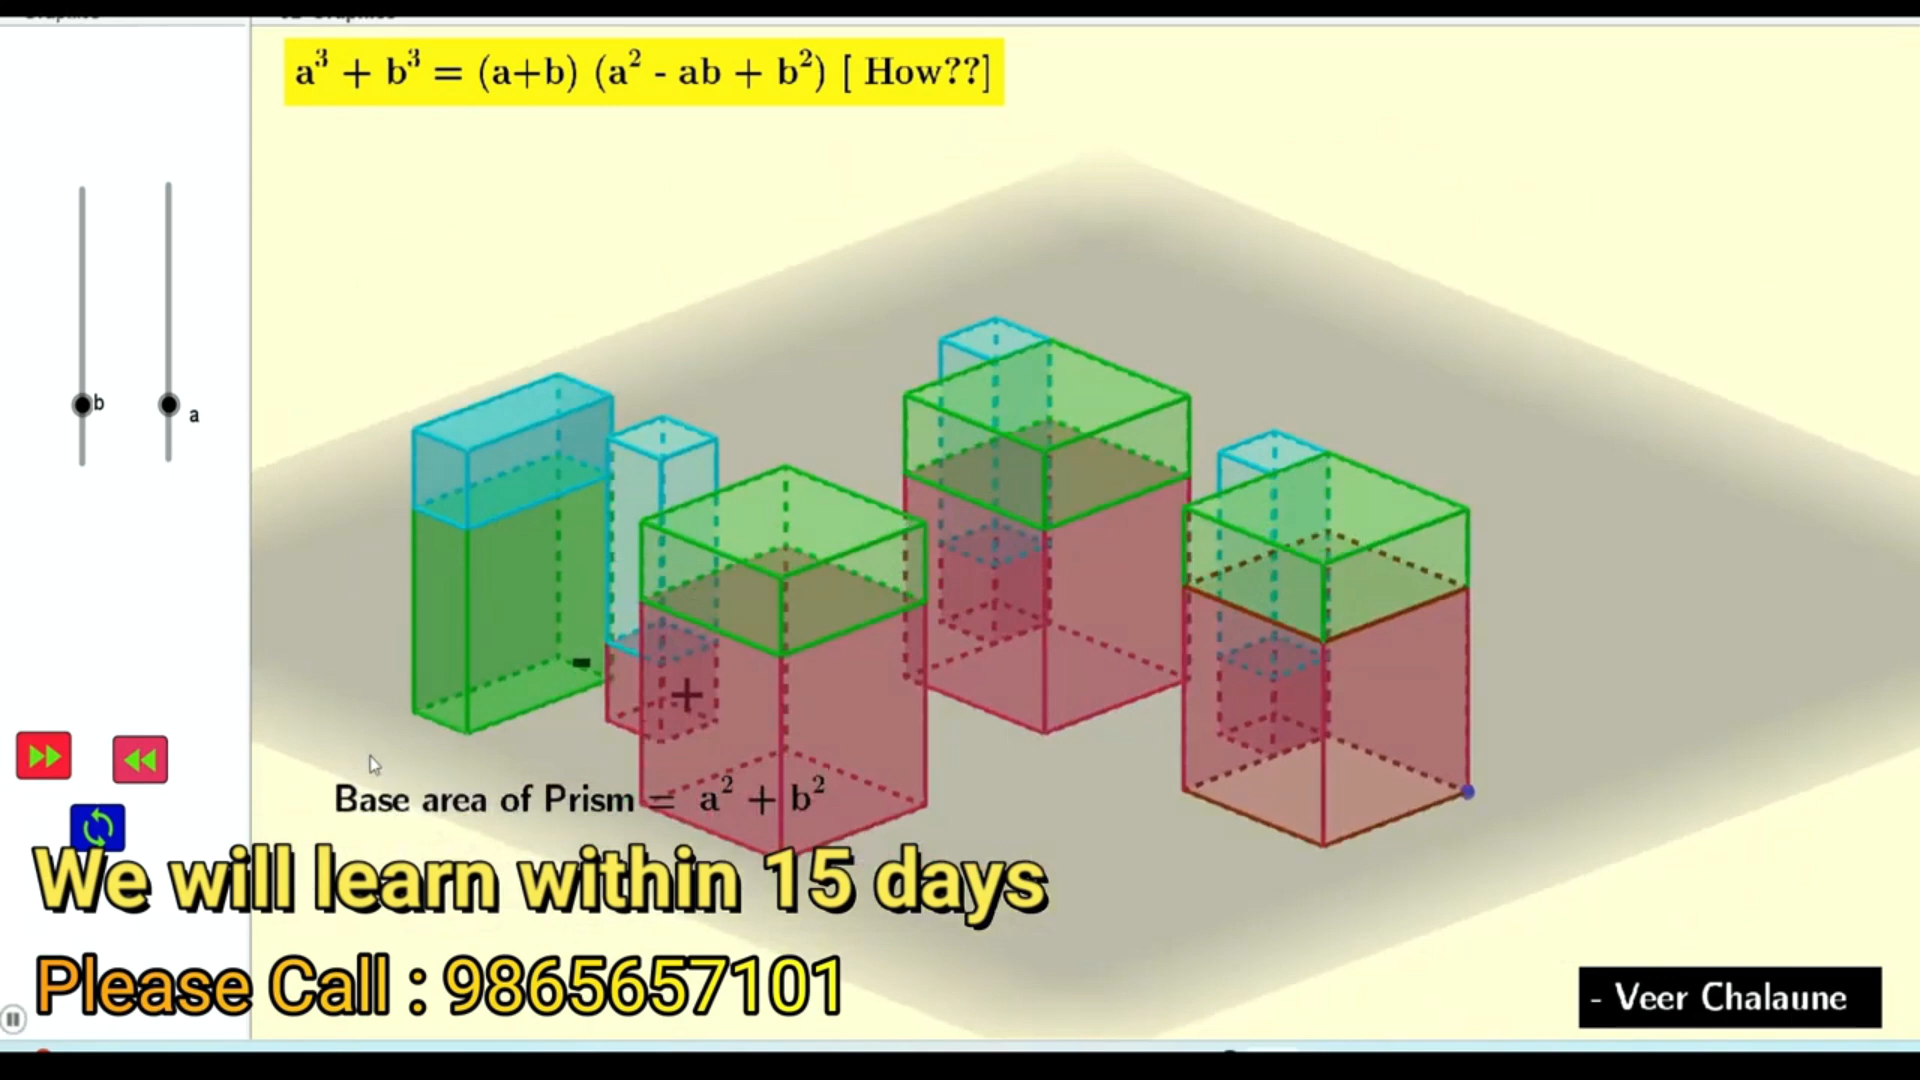 a³ + b³ = (a+b) (a² - ab + b²) [ How??]
b
a
-
+
Base area of Prism = a² + b²
We will learn within 15 days
Please Call : 9865657101
- Veer Chalaune